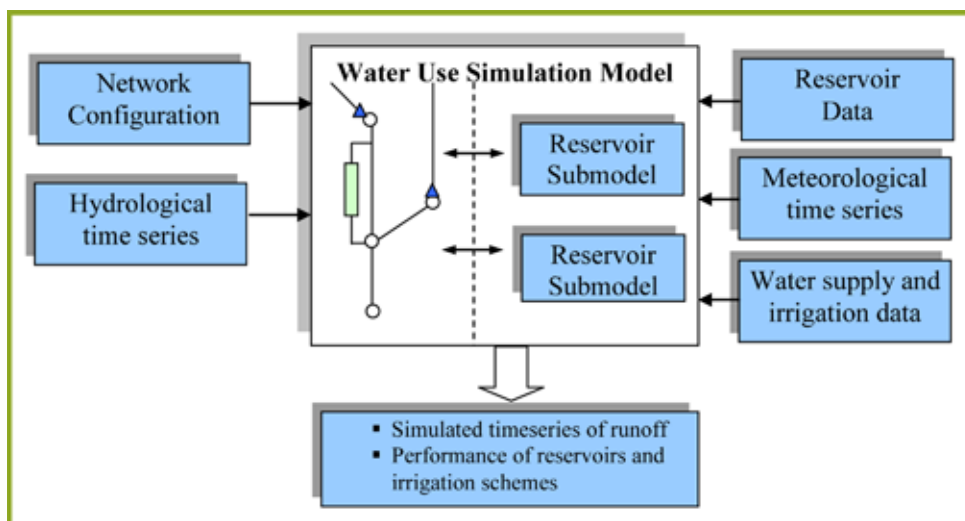 Water Use Simulation Model
Network
Configuration
Hydrological
time series
Reservoir
Submodel
Reservoir
Submodel
Reservoir
Data
Meteorological
time series
Water supply and
irrigation data
▪ Simulated timeseries of runoff
▪ Performance of reservoirs and
irrigation schemes